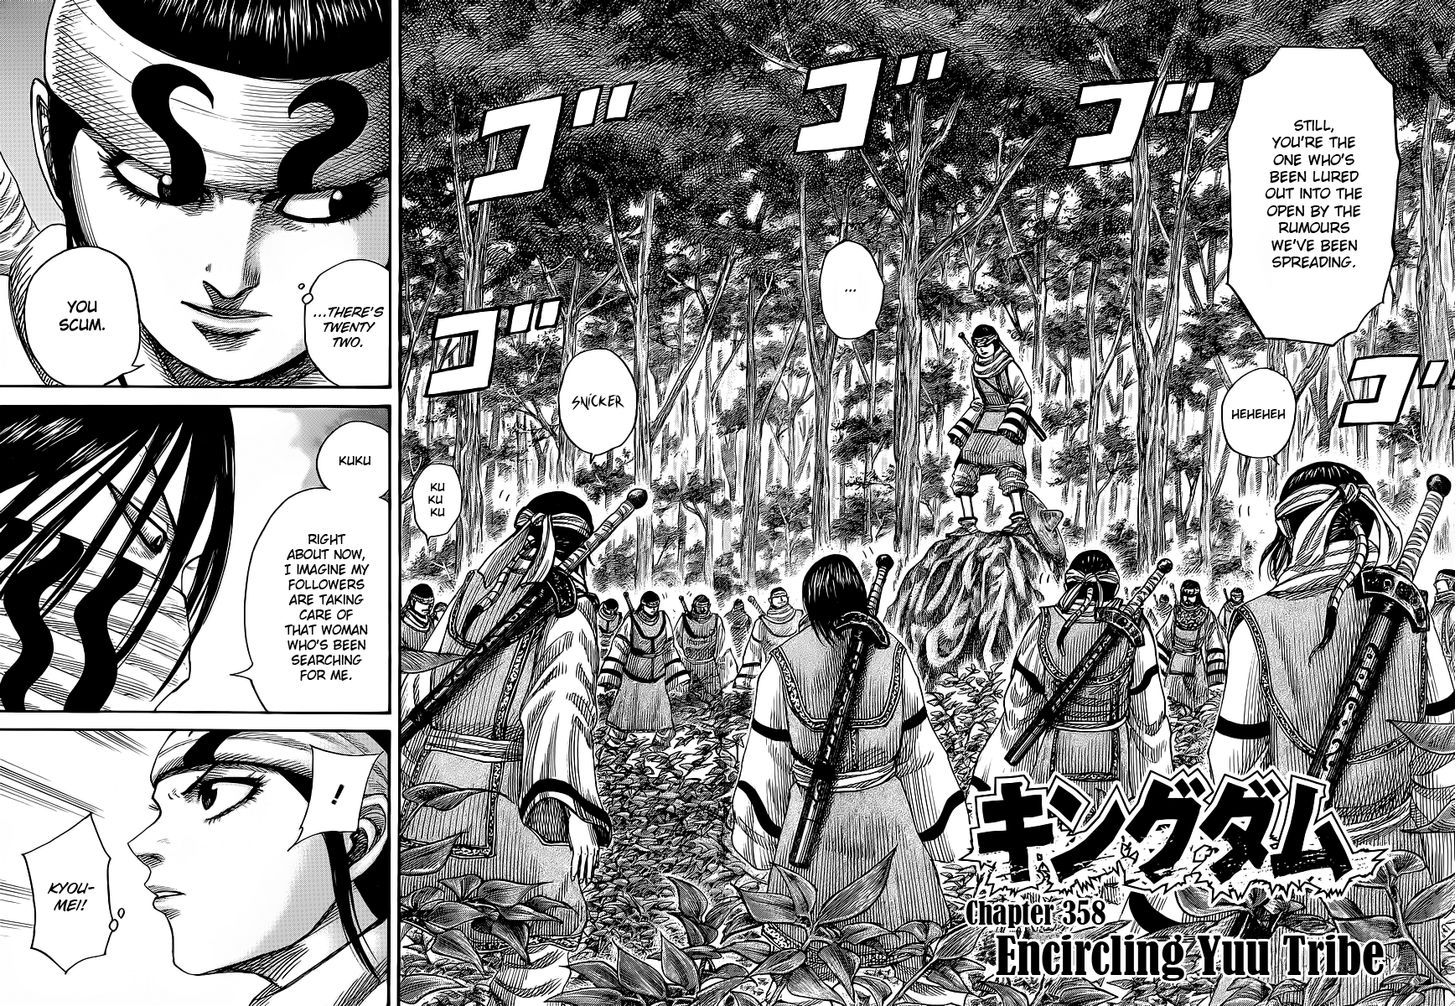 STILL,
YOU'RE THE
ONE WHO'S
BEEN LURED
OUT INTO THE
OPEN BY THE
RUMOURS
WE'VE BEEN
SPREADING.
ゴ
ゴ
ゴ
ゴ
ゴ
HEHEHEH
...
SNICKER
KU
KU
KU
キングダム
Chapter 358
Encircling Yuu Tribe
...THERE'S
TWENTY
TWO.
YOU
SCUM.
KUKU
RIGHT
ABOUT NOW,
I IMAGINE MY
FOLLOWERS
ARE TAKING
CARE OF
THAT WOMAN
WHO'S BEEN
SEARCHING
FOR ME.
!
KYOU-
MEI!